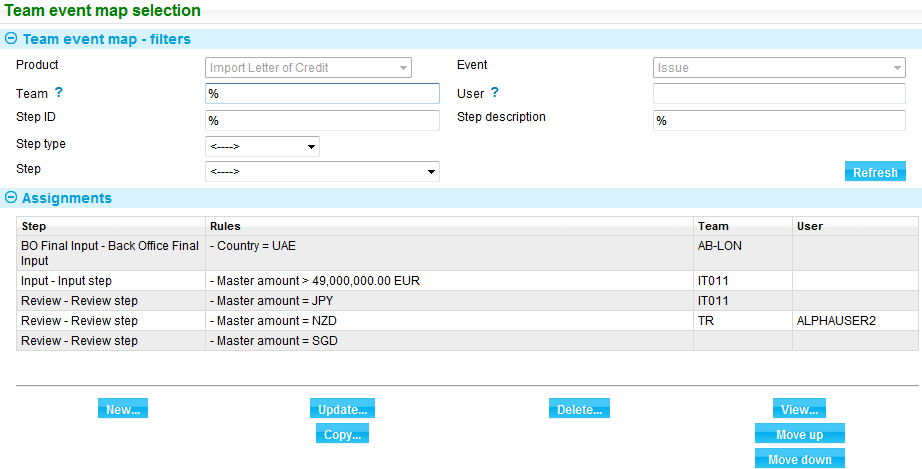 Team event map selection
Team event map - filters
Product Import Letter of Credit Event Issue
Team ? % User ?
Step ID % Step description %
Step type <---->
Step <----> Refresh
Assignments
Step Rules Team User
BO Final Input - Back Office Final - Country = UAE AB-LON
Input
Input - Input step - Master amount > 49,000,000.00 EUR IT011
Review - Review step - Master amount = JPY IT011
Review - Review step - Master amount = NZD TR ALPHAUSER2
Review - Review step - Master amount = SGD
New... Update... Delete... View...
Copy... Move up
Move down